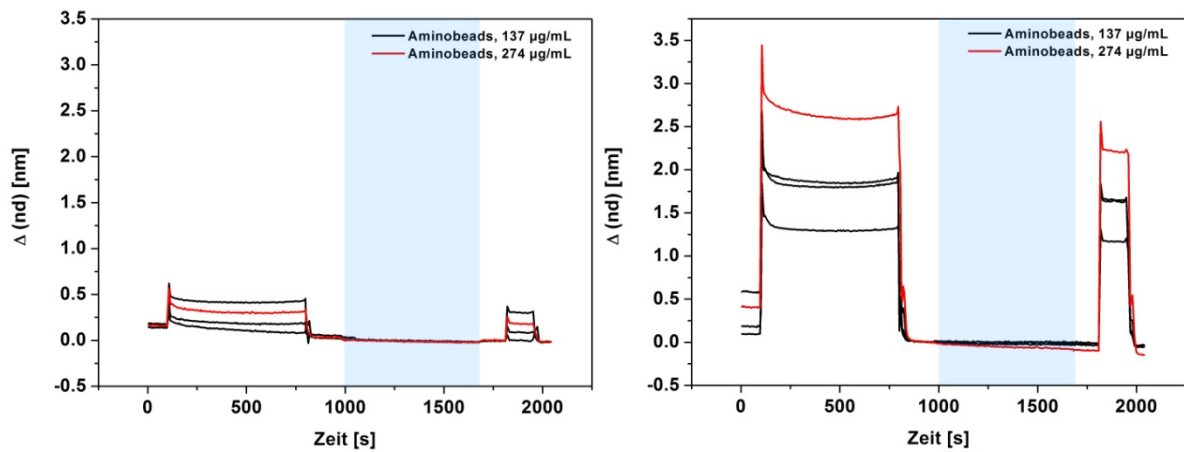 3.5
3.0
2.5
2.0
1.5
1.0
0.5
0.0
-0.5
Δ (nd) [nm]
Aminobeads, 137 µg/mL
Aminobeads, 274 µg/mL
0 500 1000 1500 2000
Zeit [s]
3.5
3.0
2.5
2.0
1.5
1.0
0.5
0.0
-0.5
Δ (nd) [nm]
Aminobeads, 137 µg/mL
Aminobeads, 274 µg/mL
0 500 1000 1500 2000
Zeit [s]